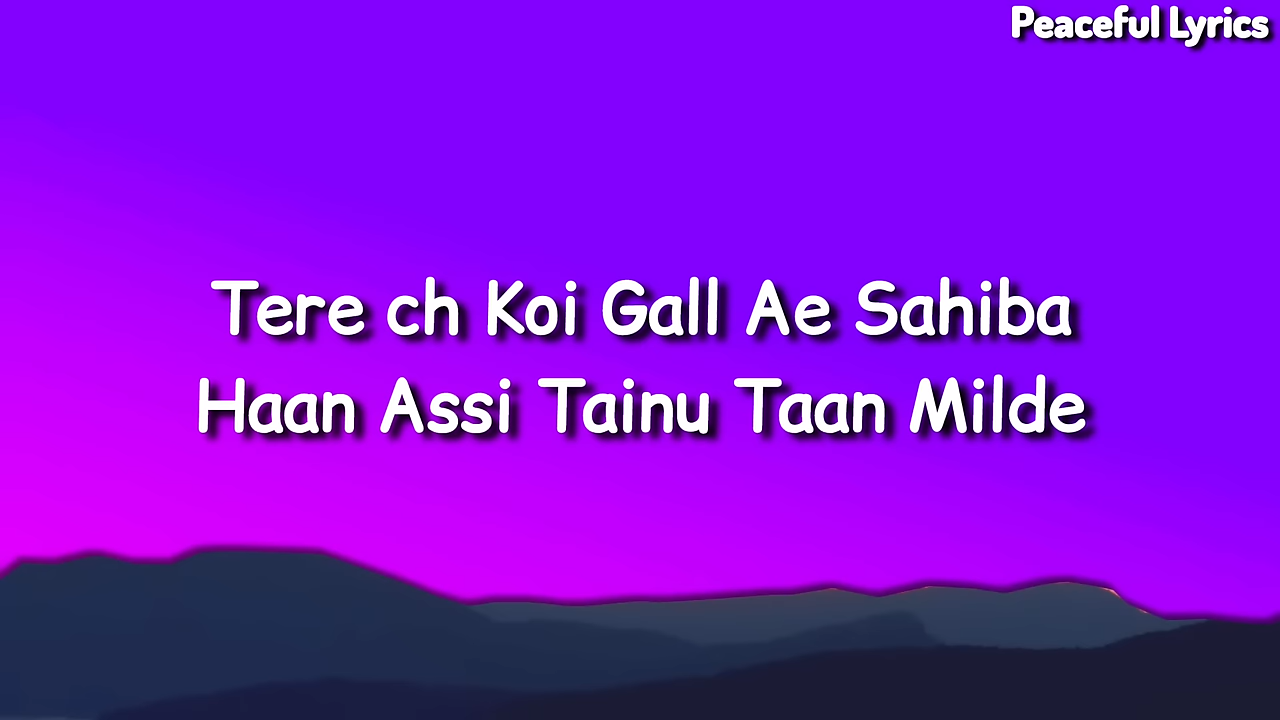 Peaceful Lyrics
Tere ch Koi Gall Ae Sahiba
Haan Assi Tainu Taan Milde